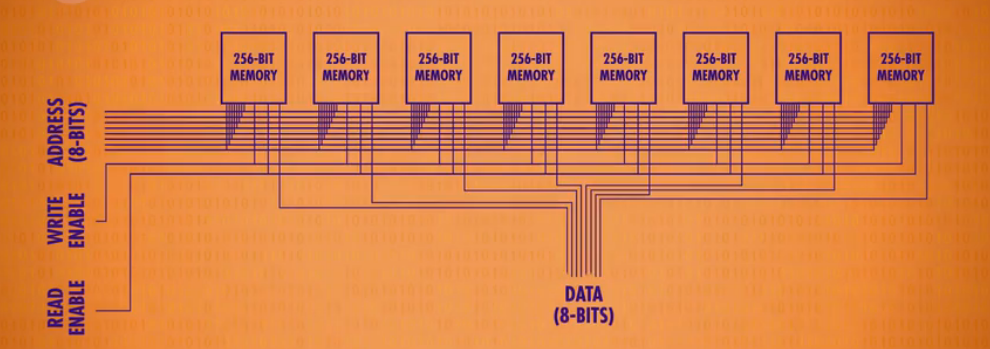 256-BIT
MEMORY
256-BIT
MEMORY
256-BIT
MEMORY
256-BIT
MEMORY
256-BIT
MEMORY
256-BIT
MEMORY
256-BIT
MEMORY
256-BIT
MEMORY
ADDRESS
(8-BITS)
WRITE
ENABLE
READ
ENABLE
DATA
(8-BITS)